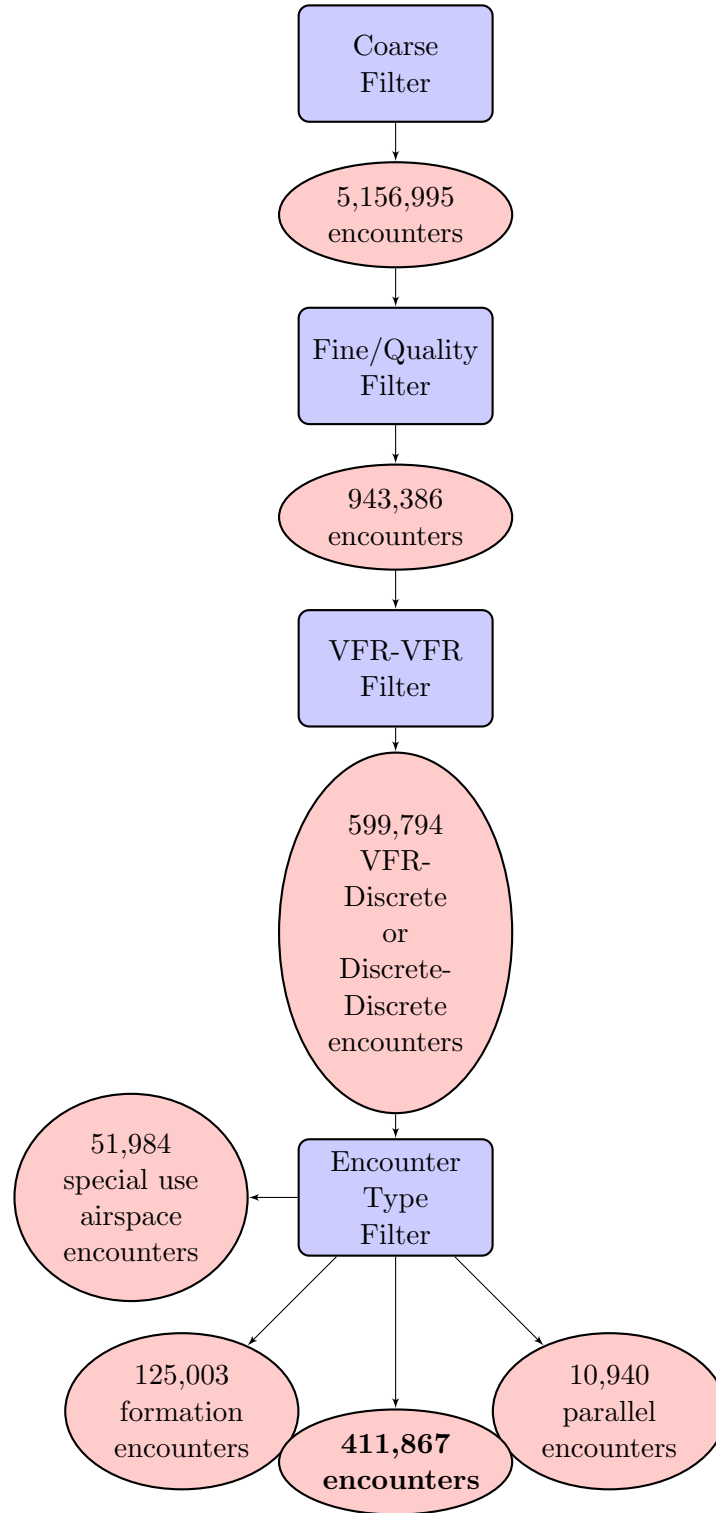 Coarse
Filter
5,156,995
encounters
Fine/Quality
Filter
943,386
encounters
VFR-VFR
Filter
599,794
VFR-
Discrete
or
Discrete-
Discrete
encounters
Encounter
Type
Filter
51,984
special use
airspace
encounters
125,003
formation
encounters
411,867
encounters
10,940
parallel
encounters